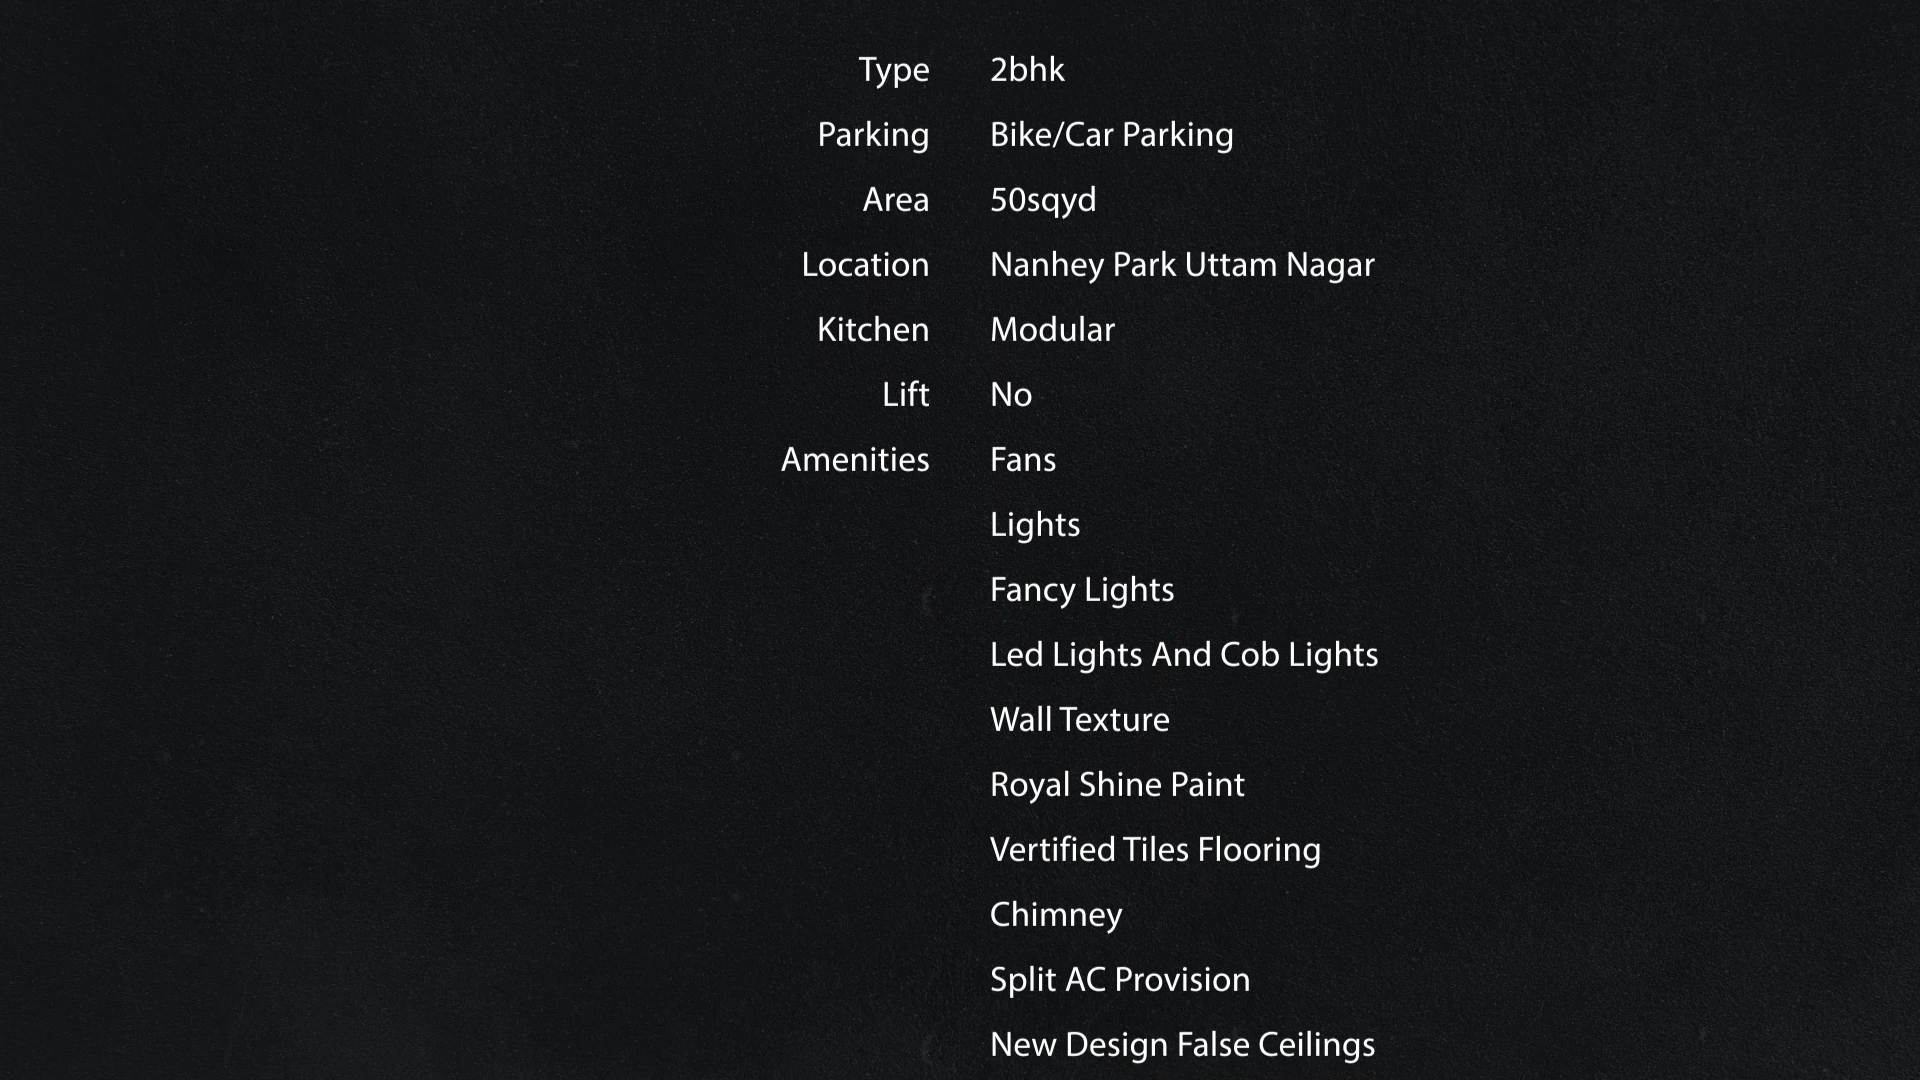 Type 2bhk
Parking Bike/Car Parking
Area 50sqyd
Location Nanhey Park Uttam Nagar
Kitchen Modular
Lift No
Amenities Fans
Lights
Fancy Lights
Led Lights And Cob Lights
Wall Texture
Royal Shine Paint
Vertified Tiles Flooring
Chimney
Split AC Provision
New Design False Ceilings